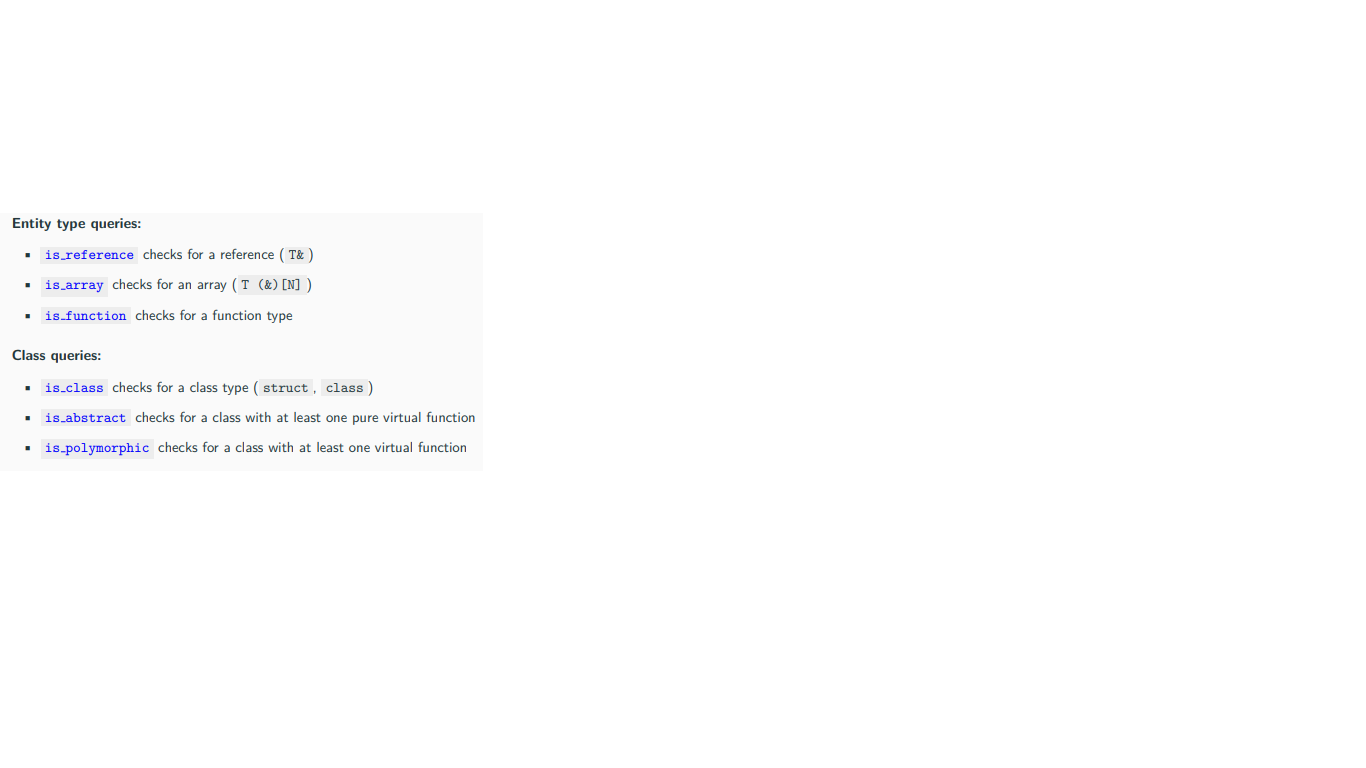 Entity type queries:
▪ is_reference checks for a reference ( T& )
▪ is_array checks for an array ( T (&)[N] )
▪ is_function checks for a function type
Class queries:
▪ is_class checks for a class type ( struct , class )
▪ is_abstract checks for a class with at least one pure virtual function
▪ is_polymorphic checks for a class with at least one virtual function